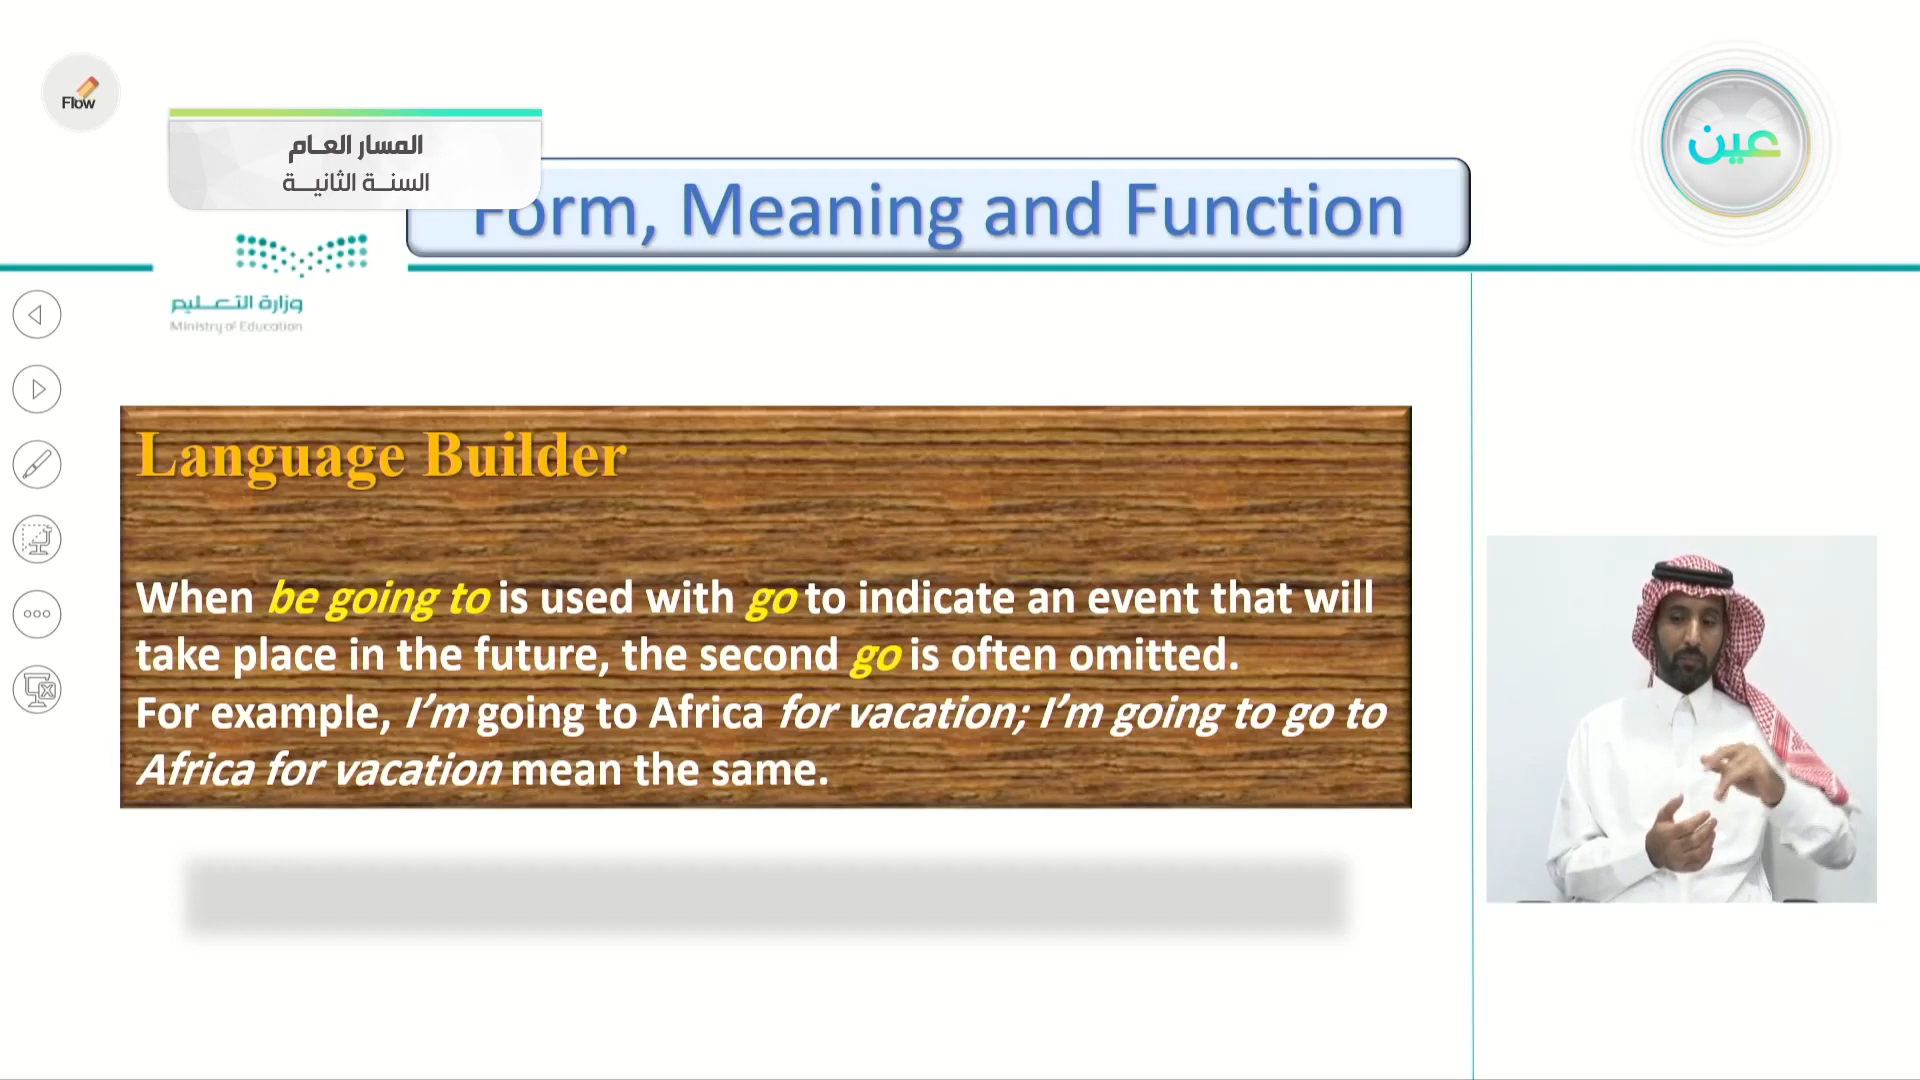 Flow
المسار العام
السنة الثانية
عين
Form, Meaning and Function
وزارة التعليم
Ministry of Education
Language Builder
When be going to is used with go to indicate an event that will
take place in the future, the second go is often omitted.
For example, I'm going to Africa for vacation; I'm going to go to
Africa for vacation mean the same.